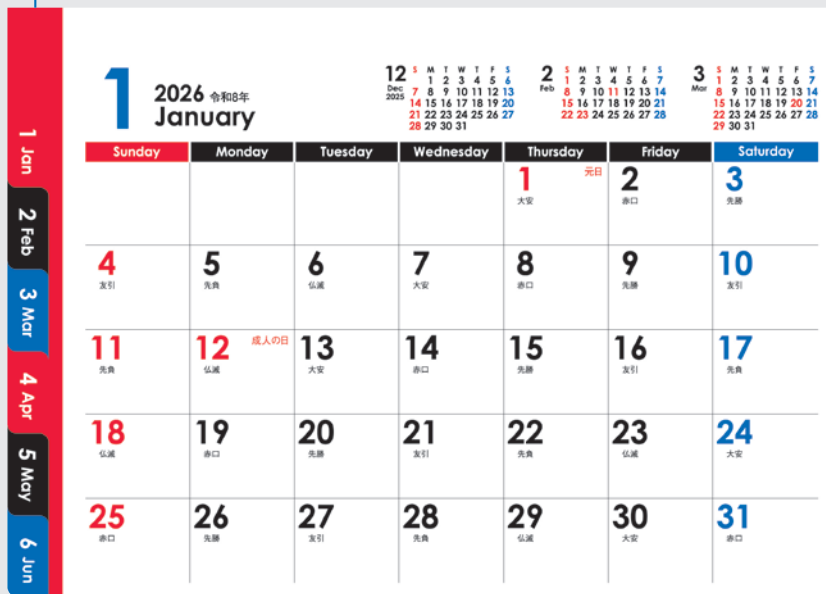 1
2026 令和8年
January
12
Dec
2025
S M T W T F S
1 2 3 4 5 6
7 8 9 10 11 12 13
14 15 16 17 18 19 20
21 22 23 24 25 26 27
28 29 30 31
2
Feb
S M T W T F S
1 2 3 4 5 6 7
8 9 10 11 12 13 14
15 16 17 18 19 20 21
22 23 24 25 26 27 28
3
Mar
S M T W T F S
1 2 3 4 5 6 7
8 9 10 11 12 13 14
15 16 17 18 19 20 21
22 23 24 25 26 27 28
29 30 31
Sunday Monday Tuesday Wednesday Thursday Friday Saturday
1 元日 2 3
大安 赤口 先勝
4 5 6 7 8 9 10
友引 先負 仏滅 大安 赤口 先勝 友引
11 12 成人の日 13 14 15 16 17
先負 仏滅 大安 赤口 先勝 友引 先負
18 19 20 21 22 23 24
仏滅 赤口 先勝 友引 先負 仏滅 大安
25 26 27 28 29 30 31
赤口 先勝 友引 先負 仏滅 大安 赤口
1 Jan
2 Feb
3 Mar
4 Apr
5 May
6 Jun